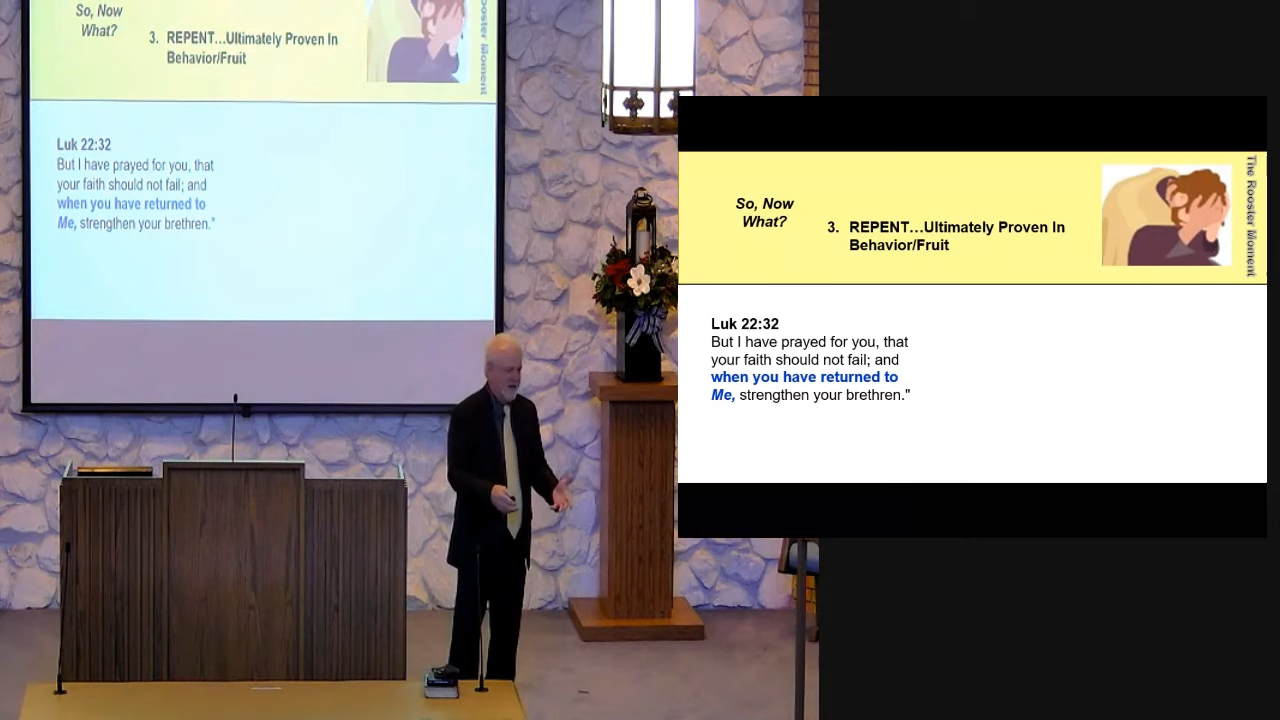 So, Now
What?
3. REPENT...Ultimately Proven In
Behavior/Fruit
ooster Moment
Luk 22:32
But I have prayed for you, that
your faith should not fail; and
when you have returned to
Me, strengthen your brethren."
So, Now
What?
3. REPENT...Ultimately Proven In
Behavior/Fruit
The Rooster Moment
Luk 22:32
But I have prayed for you, that
your faith should not fail; and
when you have returned to
Me, strengthen your brethren."